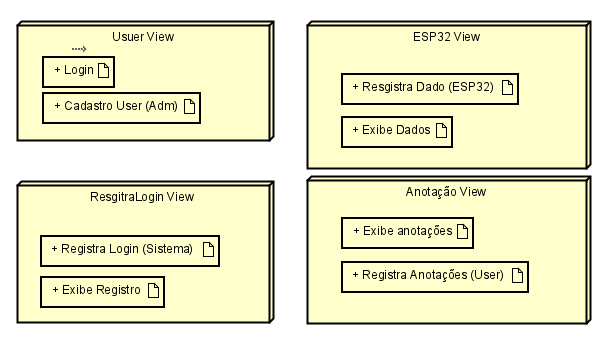 Usuer View
+ Login
+ Cadastro User (Adm)
ESP32 View
+ Resgistra Dado (ESP32)
+ Exibe Dados
ResgitraLogin View
+ Registra Login (Sistema)
+ Exibe Registro
Anotação View
+ Exibe anotações
+ Registra Anotações (User)